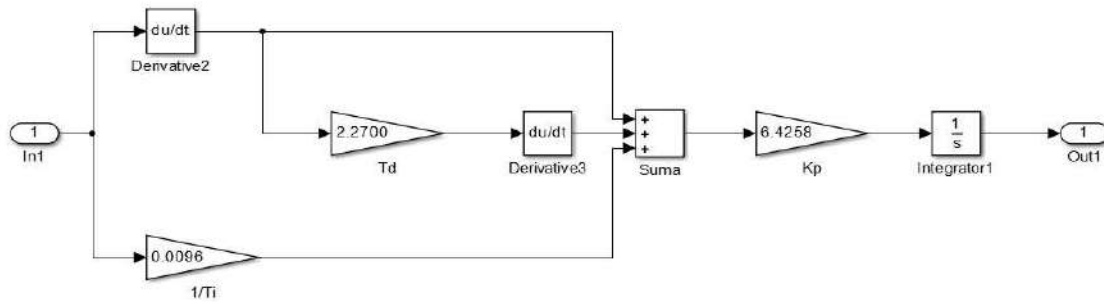 du/dt
Derivative2
1
In1
2.2700
Td
du/dt
Derivative3
+
+
+
Suma
6.4258
Kp
1
s
Integrator1
1
Out1
0.0096
1/Ti